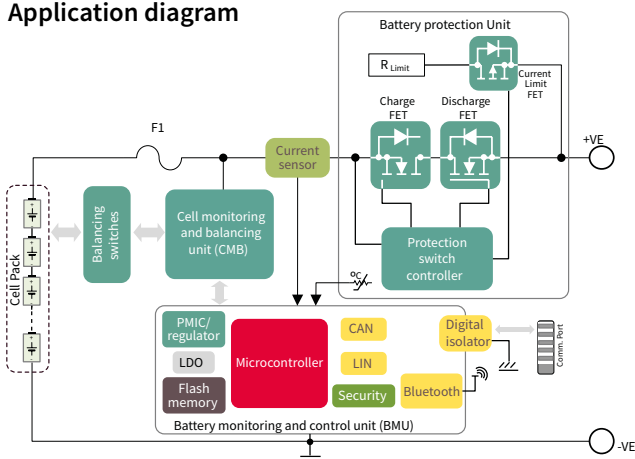 Application diagram
Battery protection Unit
R Limit
Current
Limit
FET
Charge
FET
Discharge
FET
F1
+VE
Current
sensor
Cell Pack
Balancing
switches
Cell monitoring
and balancing
unit (CMB)
Protection
switch
controller
°C
PMIC/
regulator
LDO
Flash
memory
Microcontroller
CAN
LIN
Security
Digital
isolator
Bluetooth
Comm. Port
Battery monitoring and control unit (BMU)
-VE